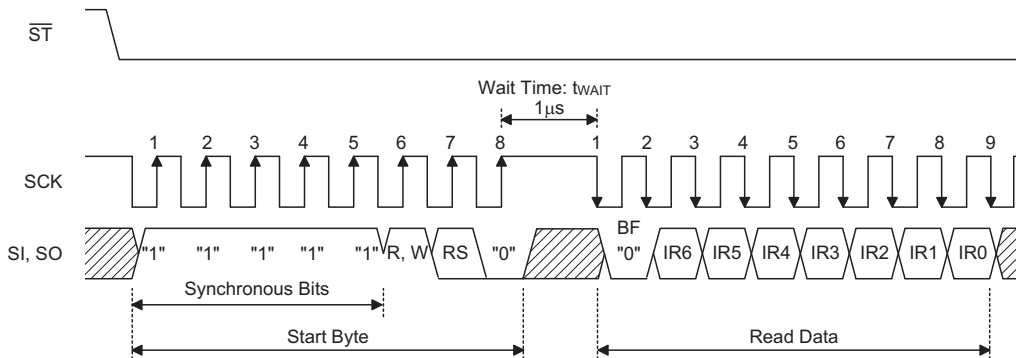 ST
Wait Time: tWAIT
1μs
1 2 3 4 5 6 7 8 1 2 3 4 5 6 7 8 9
SCK
BF
SI, SO "1" "1" "1" "1" "1" R, W RS "0" "0" IR6 IR5 IR4 IR3 IR2 IR1 IR0
Synchronous Bits
Start Byte Read Data